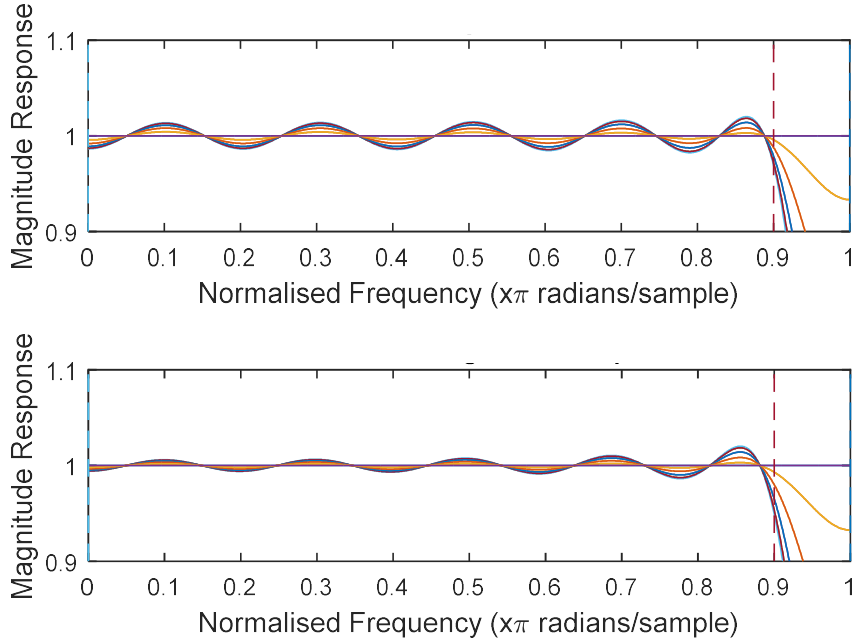 1.1
1
0.9
Magnitude Response
0 0.1 0.2 0.3 0.4 0.5 0.6 0.7 0.8 0.9 1
Normalised Frequency (xπ radians/sample)
1.1
1
0.9
Magnitude Response
0 0.1 0.2 0.3 0.4 0.5 0.6 0.7 0.8 0.9 1
Normalised Frequency (xπ radians/sample)